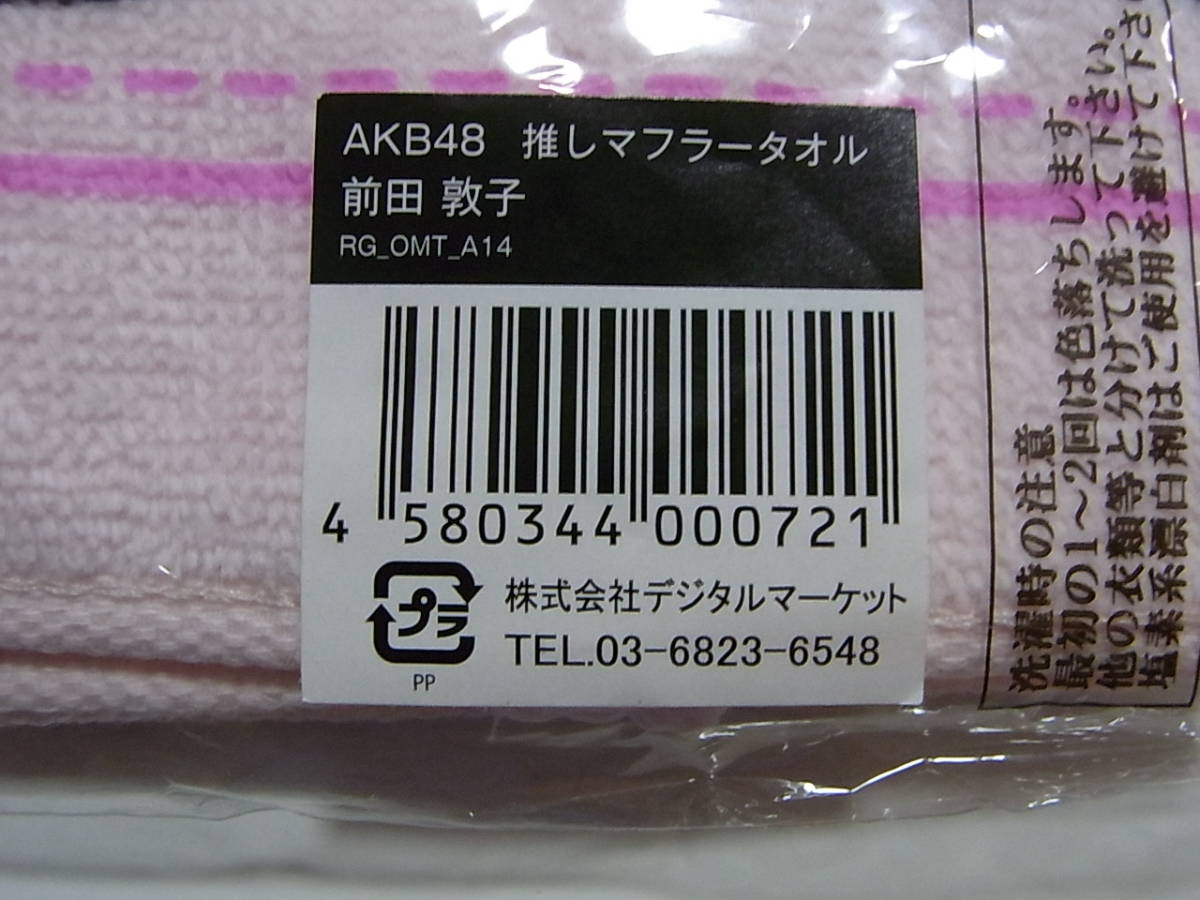 AKB48 推しマフラータオル
前田 敦子
RG_OMT_A14
4 580344 000721
プラ
PP
株式会社デジタルマーケット
TEL.03-6823-6548
洗濯時の注意
最初の1～2回は色落ちします。
他の衣類等と分けて洗って下さい。
塩素系漂白剤はご使用を避けて下さ